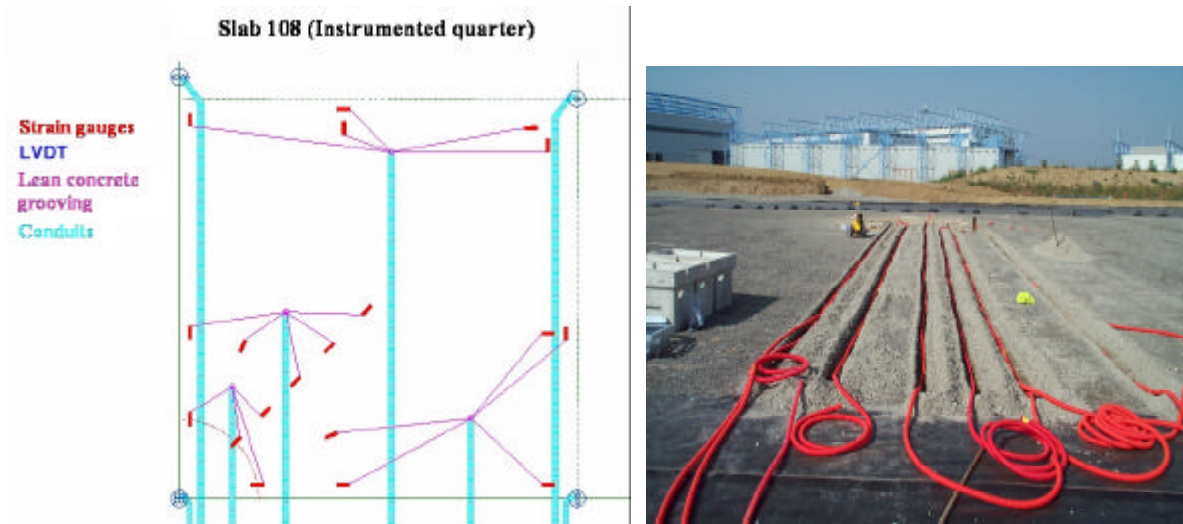 Slab 108 (Instrumented quarter)
Strain gauges
LVDT
Lean concrete
grooving
Conduits